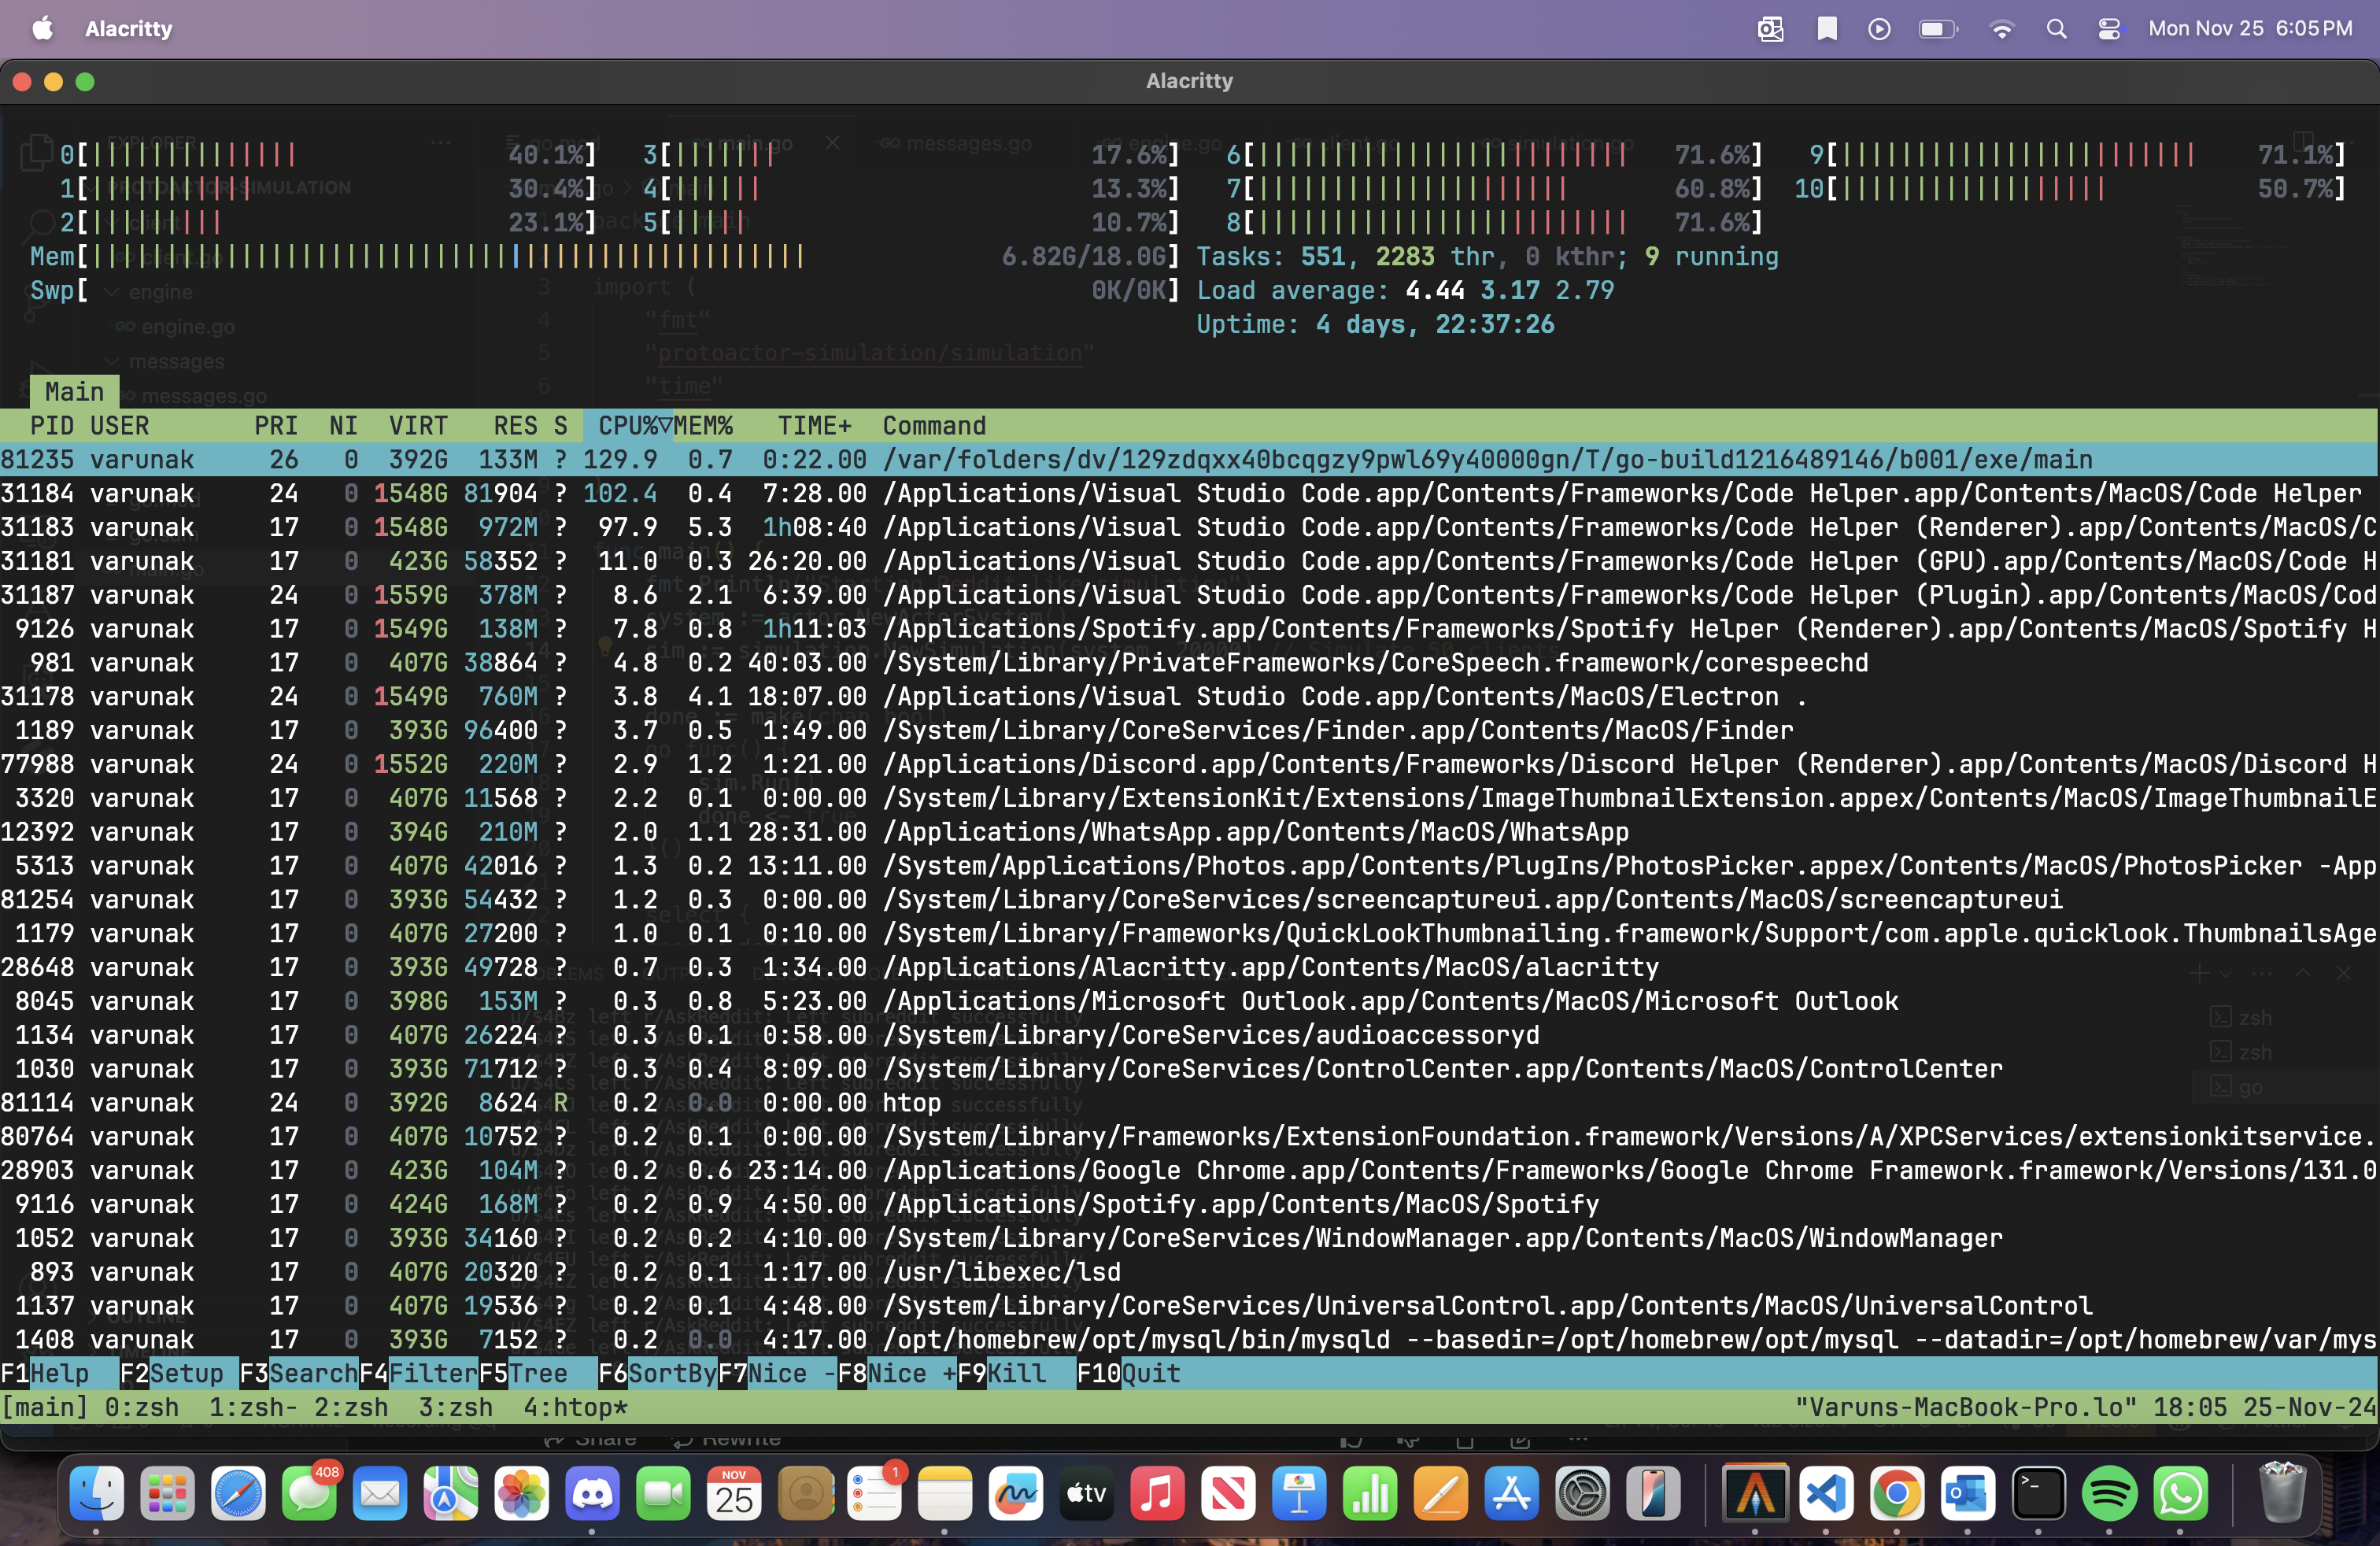 Alacritty
Mon Nov 25 6:05 PM
Alacritty
0[ 40.1%] 3[ 17.6%] 6[ 71.6%] 9[ 71.1%]
1[ 30.4%] 4[ 13.3%] 7[ 60.8%] 10[ 50.7%]
2[ 23.1%] 5[ 10.7%] 8[ 71.6%]
Mem[ 6.82G/18.0G] Tasks: 551, 2283 thr, 0 kthr; 9 running
Swp[ 0K/0K] Load average: 4.44 3.17 2.79
Uptime: 4 days, 22:37:26
Main
PID USER PRI NI VIRT RES S CPU%▽MEM% TIME+ Command
81235 varunak 26 0 392G 133M ? 129.9 0.7 0:22.00 /var/folders/dv/129zdqxx40bcqgzy9pwl69y40000gn/T/go-build1216489146/b001/exe/main
31184 varunak 24 0 1548G 81904 ? 102.4 0.4 7:28.00 /Applications/Visual Studio Code.app/Contents/Frameworks/Code Helper.app/Contents/MacOS/Code Helper
31183 varunak 17 0 1548G 972M ? 97.9 5.3 1h08:40 /Applications/Visual Studio Code.app/Contents/Frameworks/Code Helper (Renderer).app/Contents/MacOS/C
31181 varunak 17 0 423G 58352 ? 11.0 0.3 26:20.00 /Applications/Visual Studio Code.app/Contents/Frameworks/Code Helper (GPU).app/Contents/MacOS/Code H
31187 varunak 24 0 1559G 378M ? 8.6 2.1 6:39.00 /Applications/Visual Studio Code.app/Contents/Frameworks/Code Helper (Plugin).app/Contents/MacOS/Cod
9126 varunak 17 0 1549G 138M ? 7.8 0.8 1h11:03 /Applications/Spotify.app/Contents/Frameworks/Spotify Helper (Renderer).app/Contents/MacOS/Spotify H
981 varunak 17 0 407G 38864 ? 4.8 0.2 40:03.00 /System/Library/PrivateFrameworks/CoreSpeech.framework/corespeechd
31178 varunak 24 0 1549G 760M ? 3.8 4.1 18:07.00 /Applications/Visual Studio Code.app/Contents/MacOS/Electron .
1189 varunak 17 0 393G 96400 ? 3.7 0.5 1:49.00 /System/Library/CoreServices/Finder.app/Contents/MacOS/Finder
77988 varunak 24 0 1552G 220M ? 2.9 1.2 1:21.00 /Applications/Discord.app/Contents/Frameworks/Discord Helper (Renderer).app/Contents/MacOS/Discord H
3320 varunak 17 0 407G 11568 ? 2.2 0.1 0:00.00 /System/Library/ExtensionKit/Extensions/ImageThumbnailExtension.appex/Contents/MacOS/ImageThumbnailE
12392 varunak 17 0 394G 210M ? 2.0 1.1 28:31.00 /Applications/WhatsApp.app/Contents/MacOS/WhatsApp
5313 varunak 17 0 407G 42016 ? 1.3 0.2 13:11.00 /System/Applications/Photos.app/Contents/PlugIns/PhotosPicker.appex/Contents/MacOS/PhotosPicker -App
81254 varunak 17 0 393G 54432 ? 1.2 0.3 0:00.00 /System/Library/CoreServices/screencaptureui.app/Contents/MacOS/screencaptureui
1179 varunak 17 0 407G 27200 ? 1.0 0.1 0:10.00 /System/Library/Frameworks/QuickLookThumbnailing.framework/Support/com.apple.quicklook.ThumbnailsAge
28648 varunak 17 0 393G 49728 ? 0.7 0.3 1:34.00 /Applications/Alacritty.app/Contents/MacOS/alacritty
8045 varunak 17 0 398G 153M ? 0.3 0.8 5:23.00 /Applications/Microsoft Outlook.app/Contents/MacOS/Microsoft Outlook
1134 varunak 17 0 407G 26224 ? 0.3 0.1 0:58.00 /System/Library/CoreServices/audioaccessoryd
1030 varunak 17 0 393G 71712 ? 0.3 0.4 8:09.00 /System/Library/CoreServices/ControlCenter.app/Contents/MacOS/ControlCenter
81114 varunak 24 0 392G 8624 R 0.2 0.0 0:00.00 htop
80764 varunak 17 0 407G 10752 ? 0.2 0.1 0:00.00 /System/Library/Frameworks/ExtensionFoundation.framework/Versions/A/XPCServices/extensionkitservice.
28903 varunak 17 0 423G 104M ? 0.2 0.6 23:14.00 /Applications/Google Chrome.app/Contents/Frameworks/Google Chrome Framework.framework/Versions/131.0
9116 varunak 17 0 424G 168M ? 0.2 0.9 4:50.00 /Applications/Spotify.app/Contents/MacOS/Spotify
1052 varunak 17 0 393G 34160 ? 0.2 0.2 4:10.00 /System/Library/CoreServices/WindowManager.app/Contents/MacOS/WindowManager
893 varunak 17 0 407G 20320 ? 0.2 0.1 1:17.00 /usr/libexec/lsd
1137 varunak 17 0 407G 19536 ? 0.2 0.1 4:48.00 /System/Library/CoreServices/UniversalControl.app/Contents/MacOS/UniversalControl
1408 varunak 17 0 393G 7152 ? 0.2 0.0 4:17.00 /opt/homebrew/opt/mysql/bin/mysqld --basedir=/opt/homebrew/opt/mysql --datadir=/opt/homebrew/var/mys
F1Help F2Setup F3SearchF4FilterF5Tree F6SortByF7Nice -F8Nice +F9Kill F10Quit
[main] 0:zsh 1:zsh- 2:zsh 3:zsh 4:htop* "Varuns-MacBook-Pro.lo" 18:05 25-Nov-24
Share Rewrite
408
NOV
25
1
tv